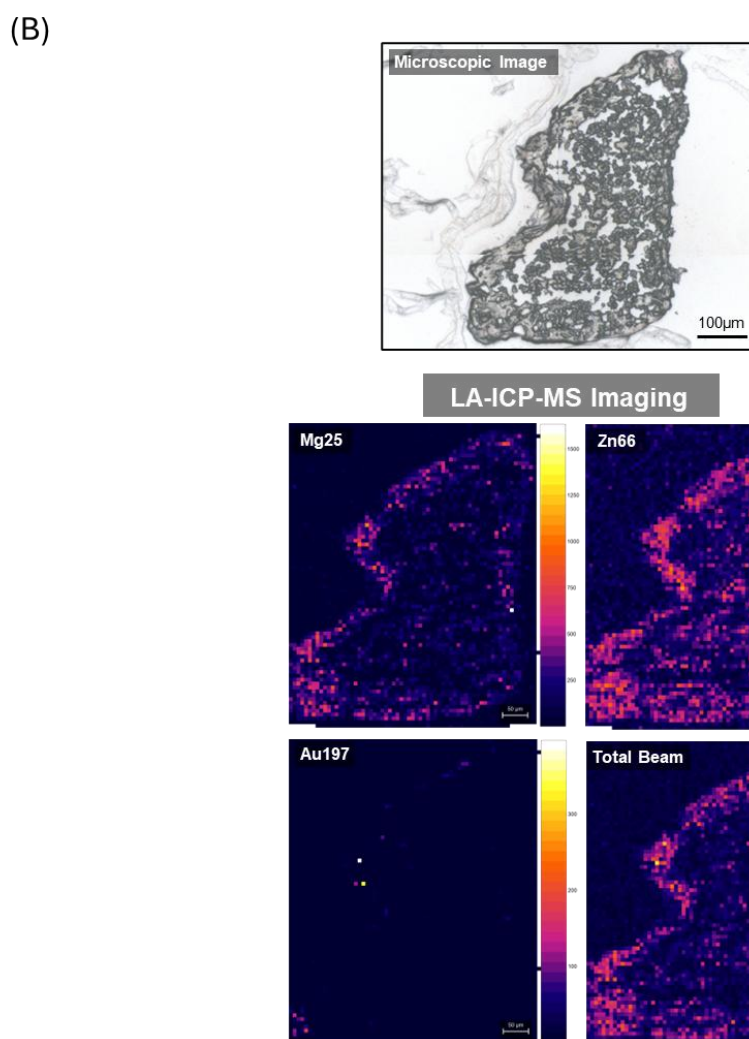 (B)
Microscopic Image
100µm
LA-ICP-MS Imaging
Mg25
1500
1250
1000
750
500
250
50 µm
Zn66
Au197
300
200
100
50 µm
Total Beam